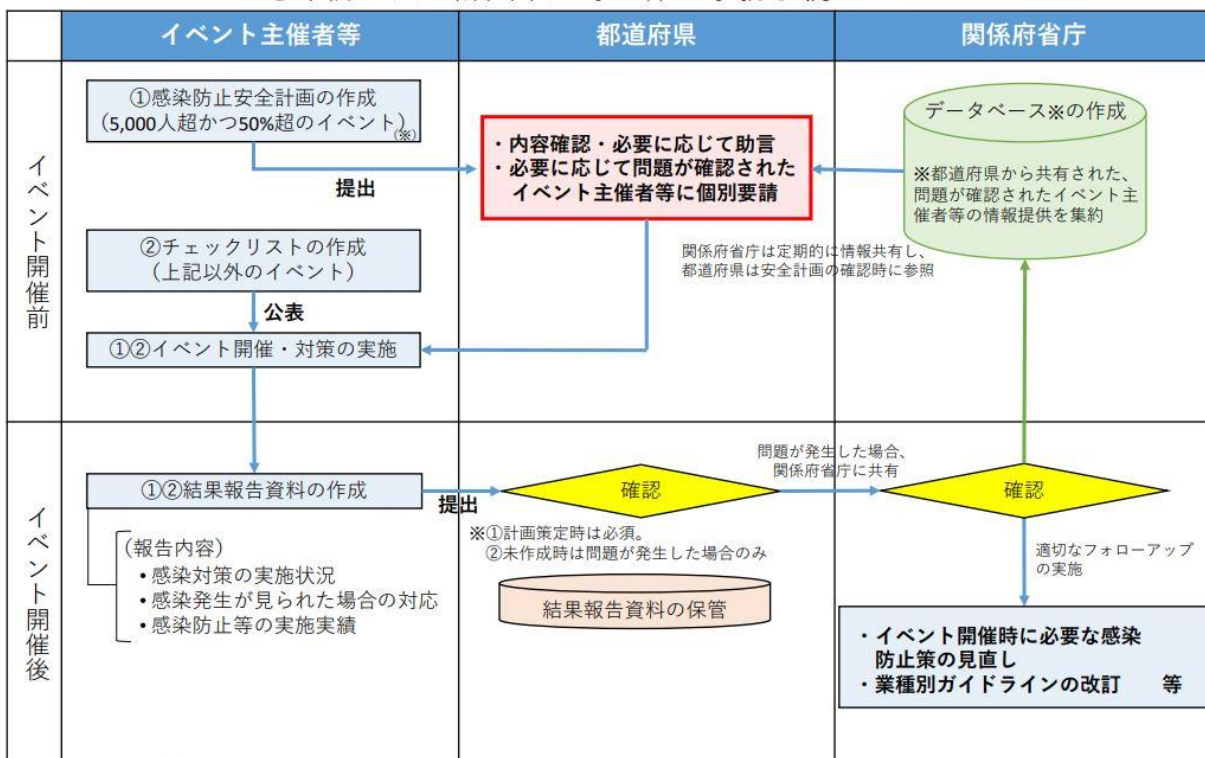 イベント主催者等
都道府県
関係府省庁
イベント開催前
①感染防止安全計画の作成
(5,000人超かつ50%超のイベント)
(※)
提出
・内容確認・必要に応じて助言
・必要に応じて問題が確認された
イベント主催者等に個別要請
データベース※の作成
※都道府県から共有された、
問題が確認されたイベント主
催者等の情報提供を集約
②チェックリストの作成
(上記以外のイベント)
関係府省庁は定期的に情報共有し、
都道府県は安全計画の確認時に参照
公表
①②イベント開催・対策の実施
イベント開催後
①②結果報告資料の作成
提出
確認
問題が発生した場合、
関係府省庁に共有
確認
(報告内容)
• 感染対策の実施状況
• 感染発生が見られた場合の対応
• 感染防止等の実施実績
※①計画策定時は必須。
②未作成時は問題が発生した場合のみ
結果報告資料の保管
適切なフォローアップ
の実施
・イベント開催時に必要な感染
防止策の見直し
・業種別ガイドラインの改訂 等